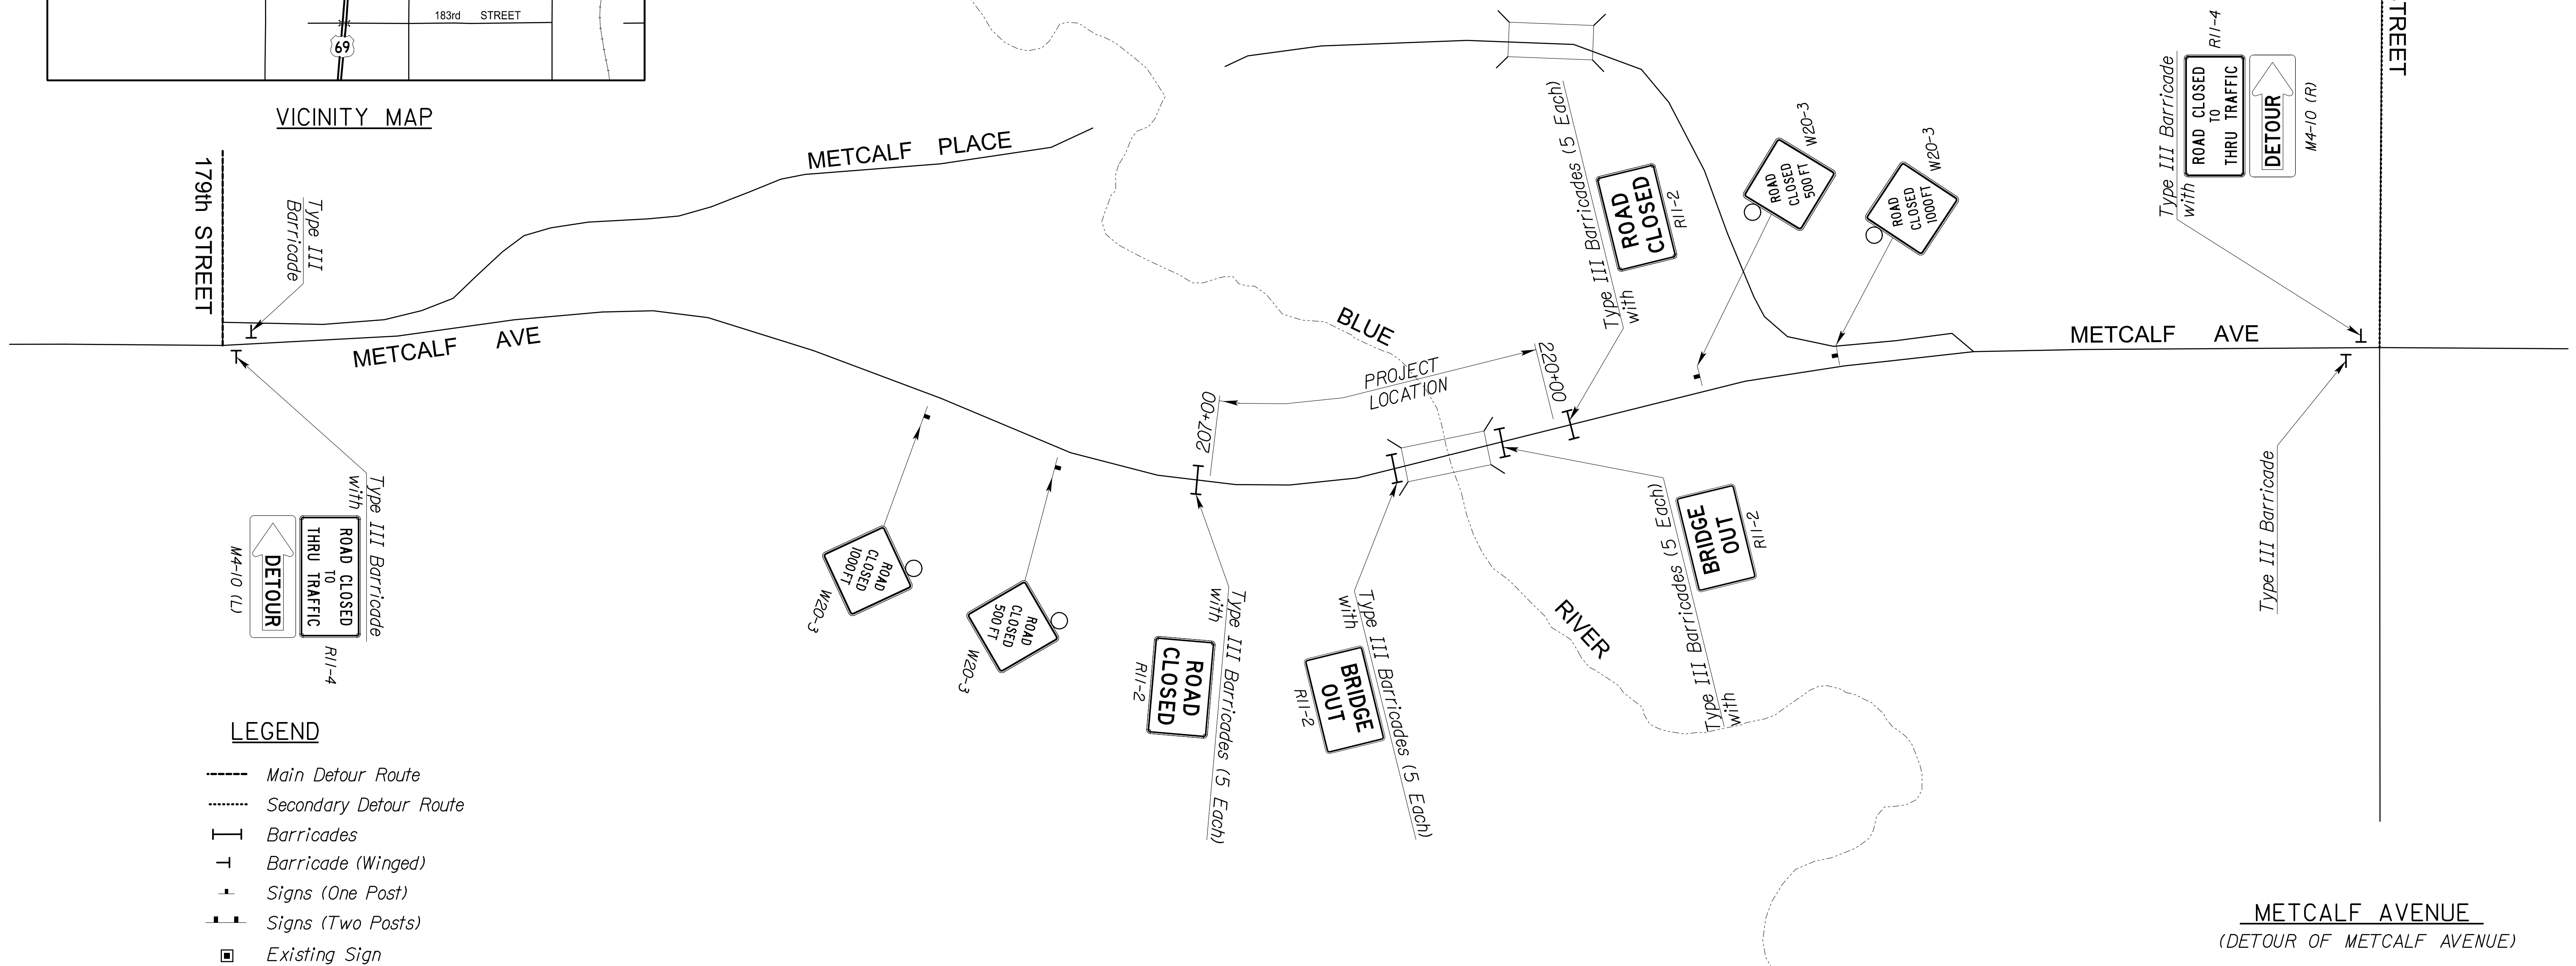 183rd STREET
69
VICINITY MAP
179th STREET
Type III
Barricade
METCALF PLACE
METCALF AVE
Type III Barricade
with
ROAD CLOSED
TO
THRU TRAFFIC
R11-4
DETOUR
M4-10 (L)
ROAD
CLOSED
1000 FT
W20-3
ROAD
CLOSED
500 FT
W20-3
207+00
PROJECT
LOCATION
220+00
BLUE
RIVER
Type III Barricades (5 Each)
with
ROAD
CLOSED
R11-2
Type III Barricades (5 Each)
with
BRIDGE
OUT
R11-2
Type III Barricades (5 Each)
with
BRIDGE
OUT
R11-2
Type III Barricades (5 Each)
with
ROAD
CLOSED
R11-2
ROAD
CLOSED
500 FT
W20-3
ROAD
CLOSED
1000 FT
W20-3
METCALF AVE
Type III Barricade
with
ROAD CLOSED
TO
THRU TRAFFIC
R11-4
DETOUR
M4-10 (R)
TREET
Type III Barricade
LEGEND
Main Detour Route
Secondary Detour Route
Barricades
Barricade (Winged)
Signs (One Post)
Signs (Two Posts)
Existing Sign
METCALF AVENUE
(DETOUR OF METCALF AVENUE)